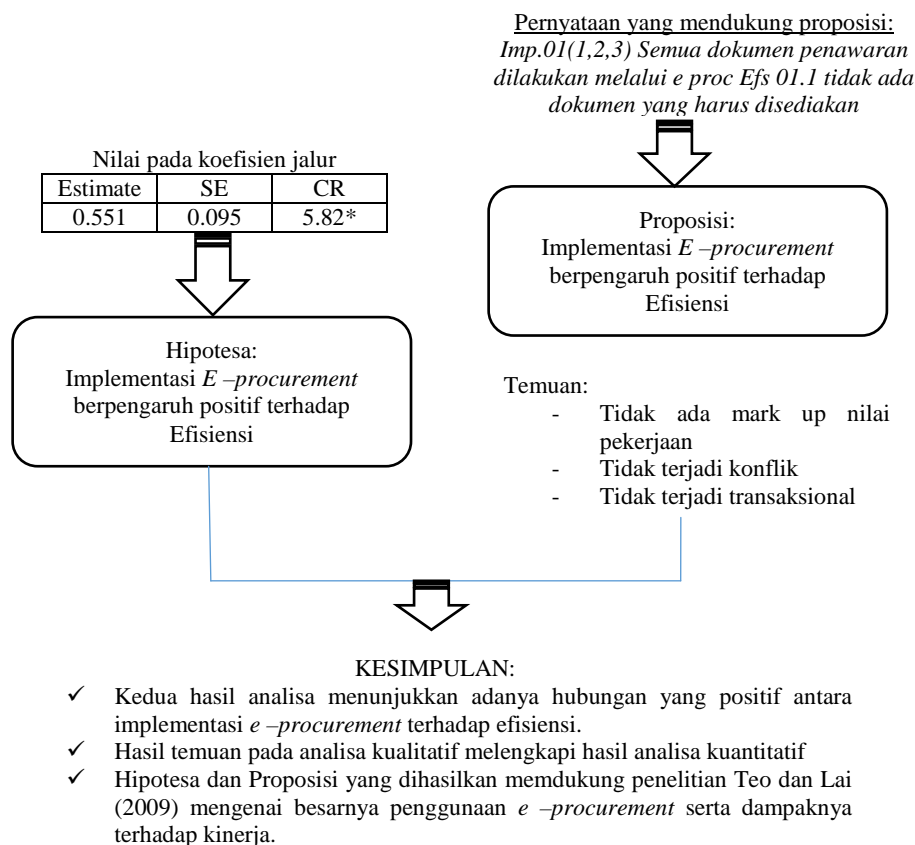 Pernyataan yang mendukung proposisi:
Imp.01(1,2,3) Semua dokumen penawaran
dilakukan melalui e proc Efs 01.1 tidak ada
dokumen yang harus disediakan
Nilai pada koefisien jalur
Estimate SE CR
0.551 0.095 5.82*
Proposisi:
Implementasi E –procurement
berpengaruh positif terhadap
Efisiensi
Hipotesa:
Implementasi E –procurement
berpengaruh positif terhadap
Efisiensi
Temuan:
- Tidak ada mark up nilai
pekerjaan
- Tidak terjadi konflik
- Tidak terjadi transaksional
KESIMPULAN:
✓ Kedua hasil analisa menunjukkan adanya hubungan yang positif antara
implementasi e –procurement terhadap efisiensi.
✓ Hasil temuan pada analisa kualitatif melengkapi hasil analisa kuantitatif
✓ Hipotesa dan Proposisi yang dihasilkan memdukung penelitian Teo dan Lai
(2009) mengenai besarnya penggunaan e –procurement serta dampaknya
terhadap kinerja.